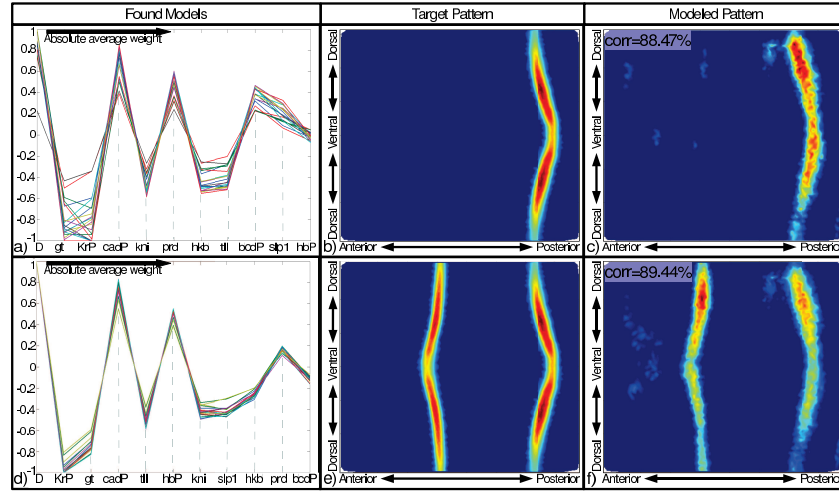 Found Models
Target Pattern
Modeled Pattern
1
0.8
0.6
0.4
0.2
0
-0.2
-0.4
-0.6
-0.8
-1
Absolute average weight
a)
D gt KrP cadP kni prd hkb tll bcdP slp1 hbP
Dorsal
Ventral
Dorsal
b)
Anterior
Posterior
corr=88.47%
Dorsal
Ventral
Dorsal
c)
Anterior
Posterior
1
0.8
0.6
0.4
0.2
0
-0.2
-0.4
-0.6
-0.8
-1
Absolute average weight
d)
D KrP gt cadP tll hbP kni slp1 hkb prd bcdP
Dorsal
Ventral
Dorsal
e)
Anterior
Posterior
corr=89.44%
Dorsal
Ventral
Dorsal
f)
Anterior
Posterior